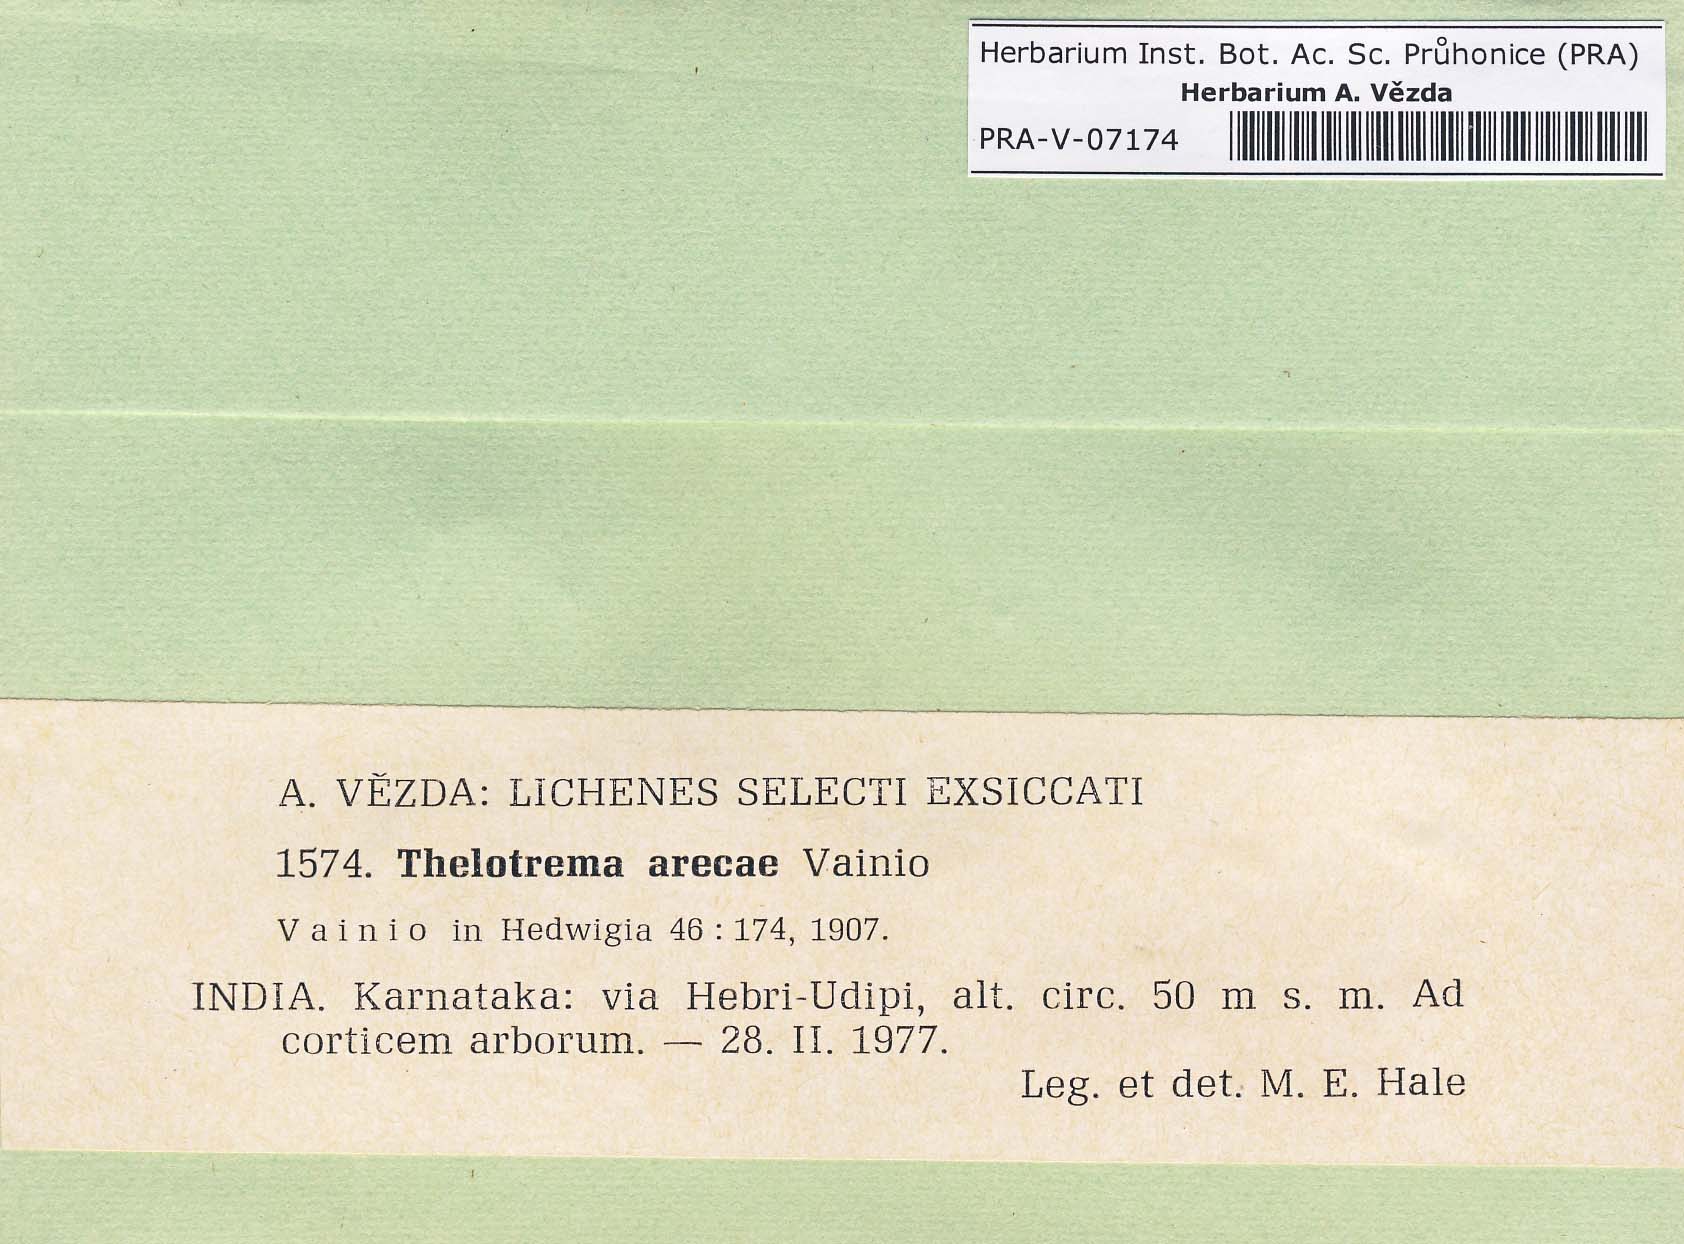 Herbarium Inst. Bot. Ac. Sc. Průhonice (PRA)
Herbarium A. Vězda
PRA-V-07174
A. VĚZDA: LICHENES SELECTI EXSICCATI
1574. Thelotrema arecae Vainio
Vainio in Hedwigia 46 : 174, 1907.
INDIA. Karnataka: via Hebri-Udipi, alt. circ. 50 m s. m. Ad
corticem arborum. — 28. II. 1977.
Leg. et det. M. E. Hale